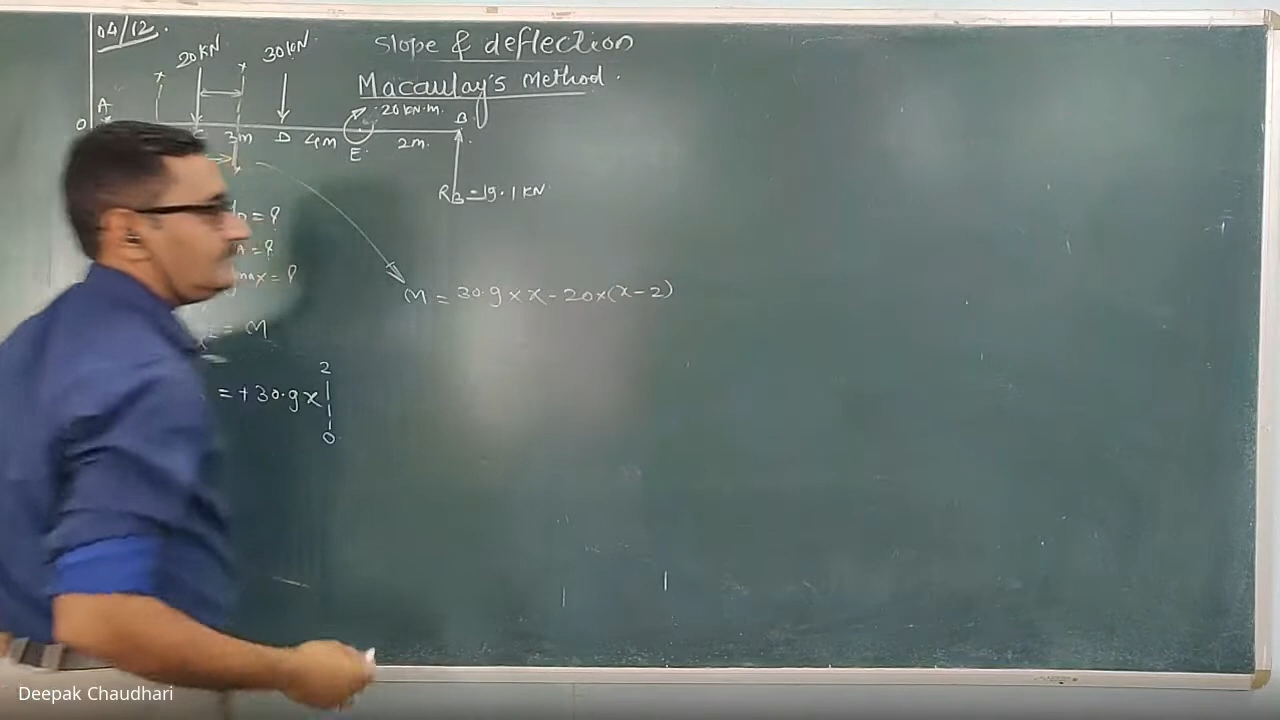 04/12.
Slope & deflection
Macaulay's Method.
20KN
30KN
20 KN.m.
x
x
A
B
0
3m
D
4m
E
2m.
x
RB = 19.1 KN
= ?
A = ?
max = ?
= M
M = 30.9 x x - 20 x (x - 2)
= + 30.9 x
2
0
Deepak Chaudhari